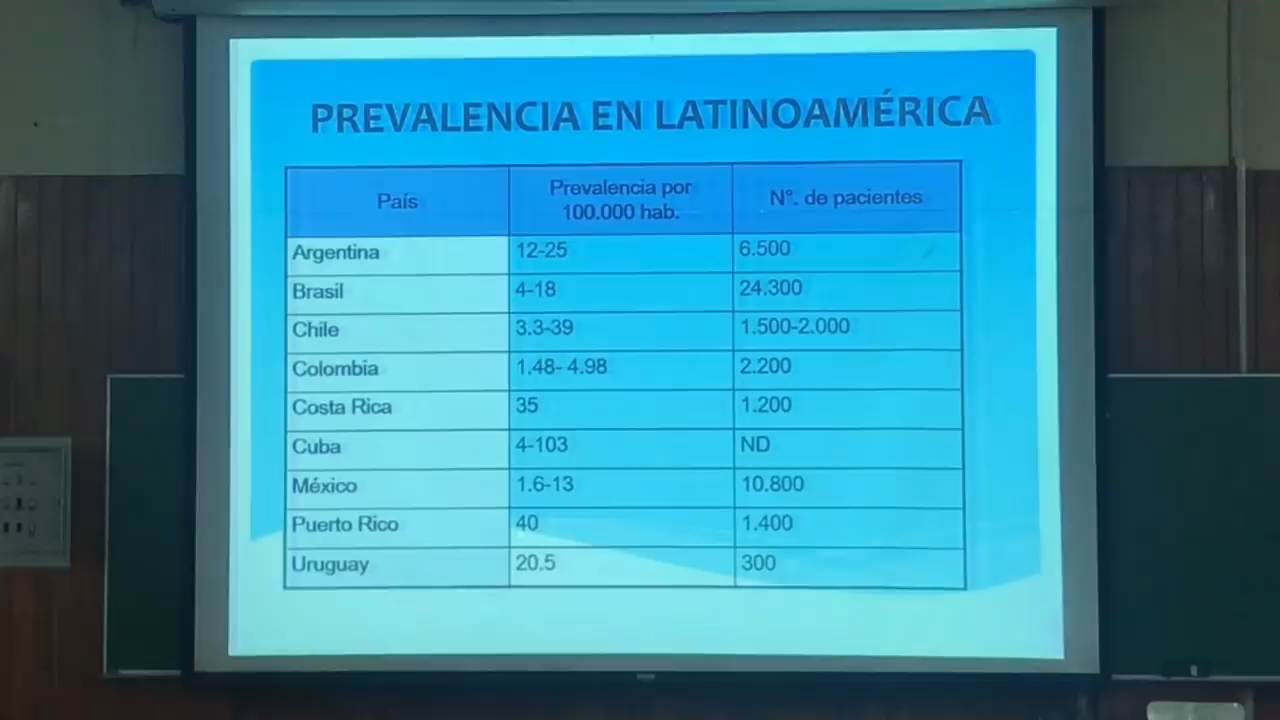 PREVALENCIA EN LATINOAMÉRICA
País
Prevalencia por
100.000 hab.
N°. de pacientes
Argentina 12-25 6.500
Brasil 4-18 24.300
Chile 3.3-39 1.500-2.000
Colombia 1.48- 4.98 2.200
Costa Rica 35 1.200
Cuba 4-103 ND
México 1.6-13 10.800
Puerto Rico 40 1.400
Uruguay 20.5 300